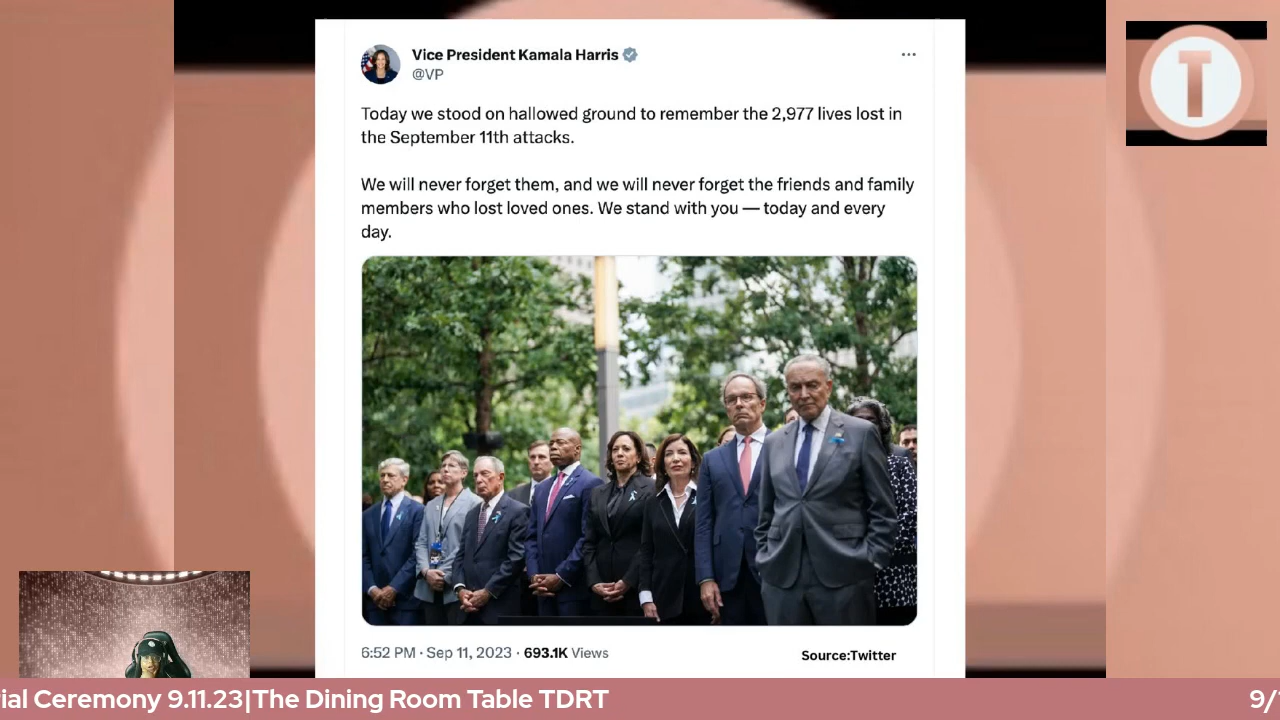 Vice President Kamala Harris
@VP
Today we stood on hallowed ground to remember the 2,977 lives lost in
the September 11th attacks.
We will never forget them, and we will never forget the friends and family
members who lost loved ones. We stand with you — today and every
day.
6:52 PM · Sep 11, 2023 · 693.1K Views
Source:Twitter
T
ial Ceremony 9.11.23|The Dining Room Table TDRT
9/